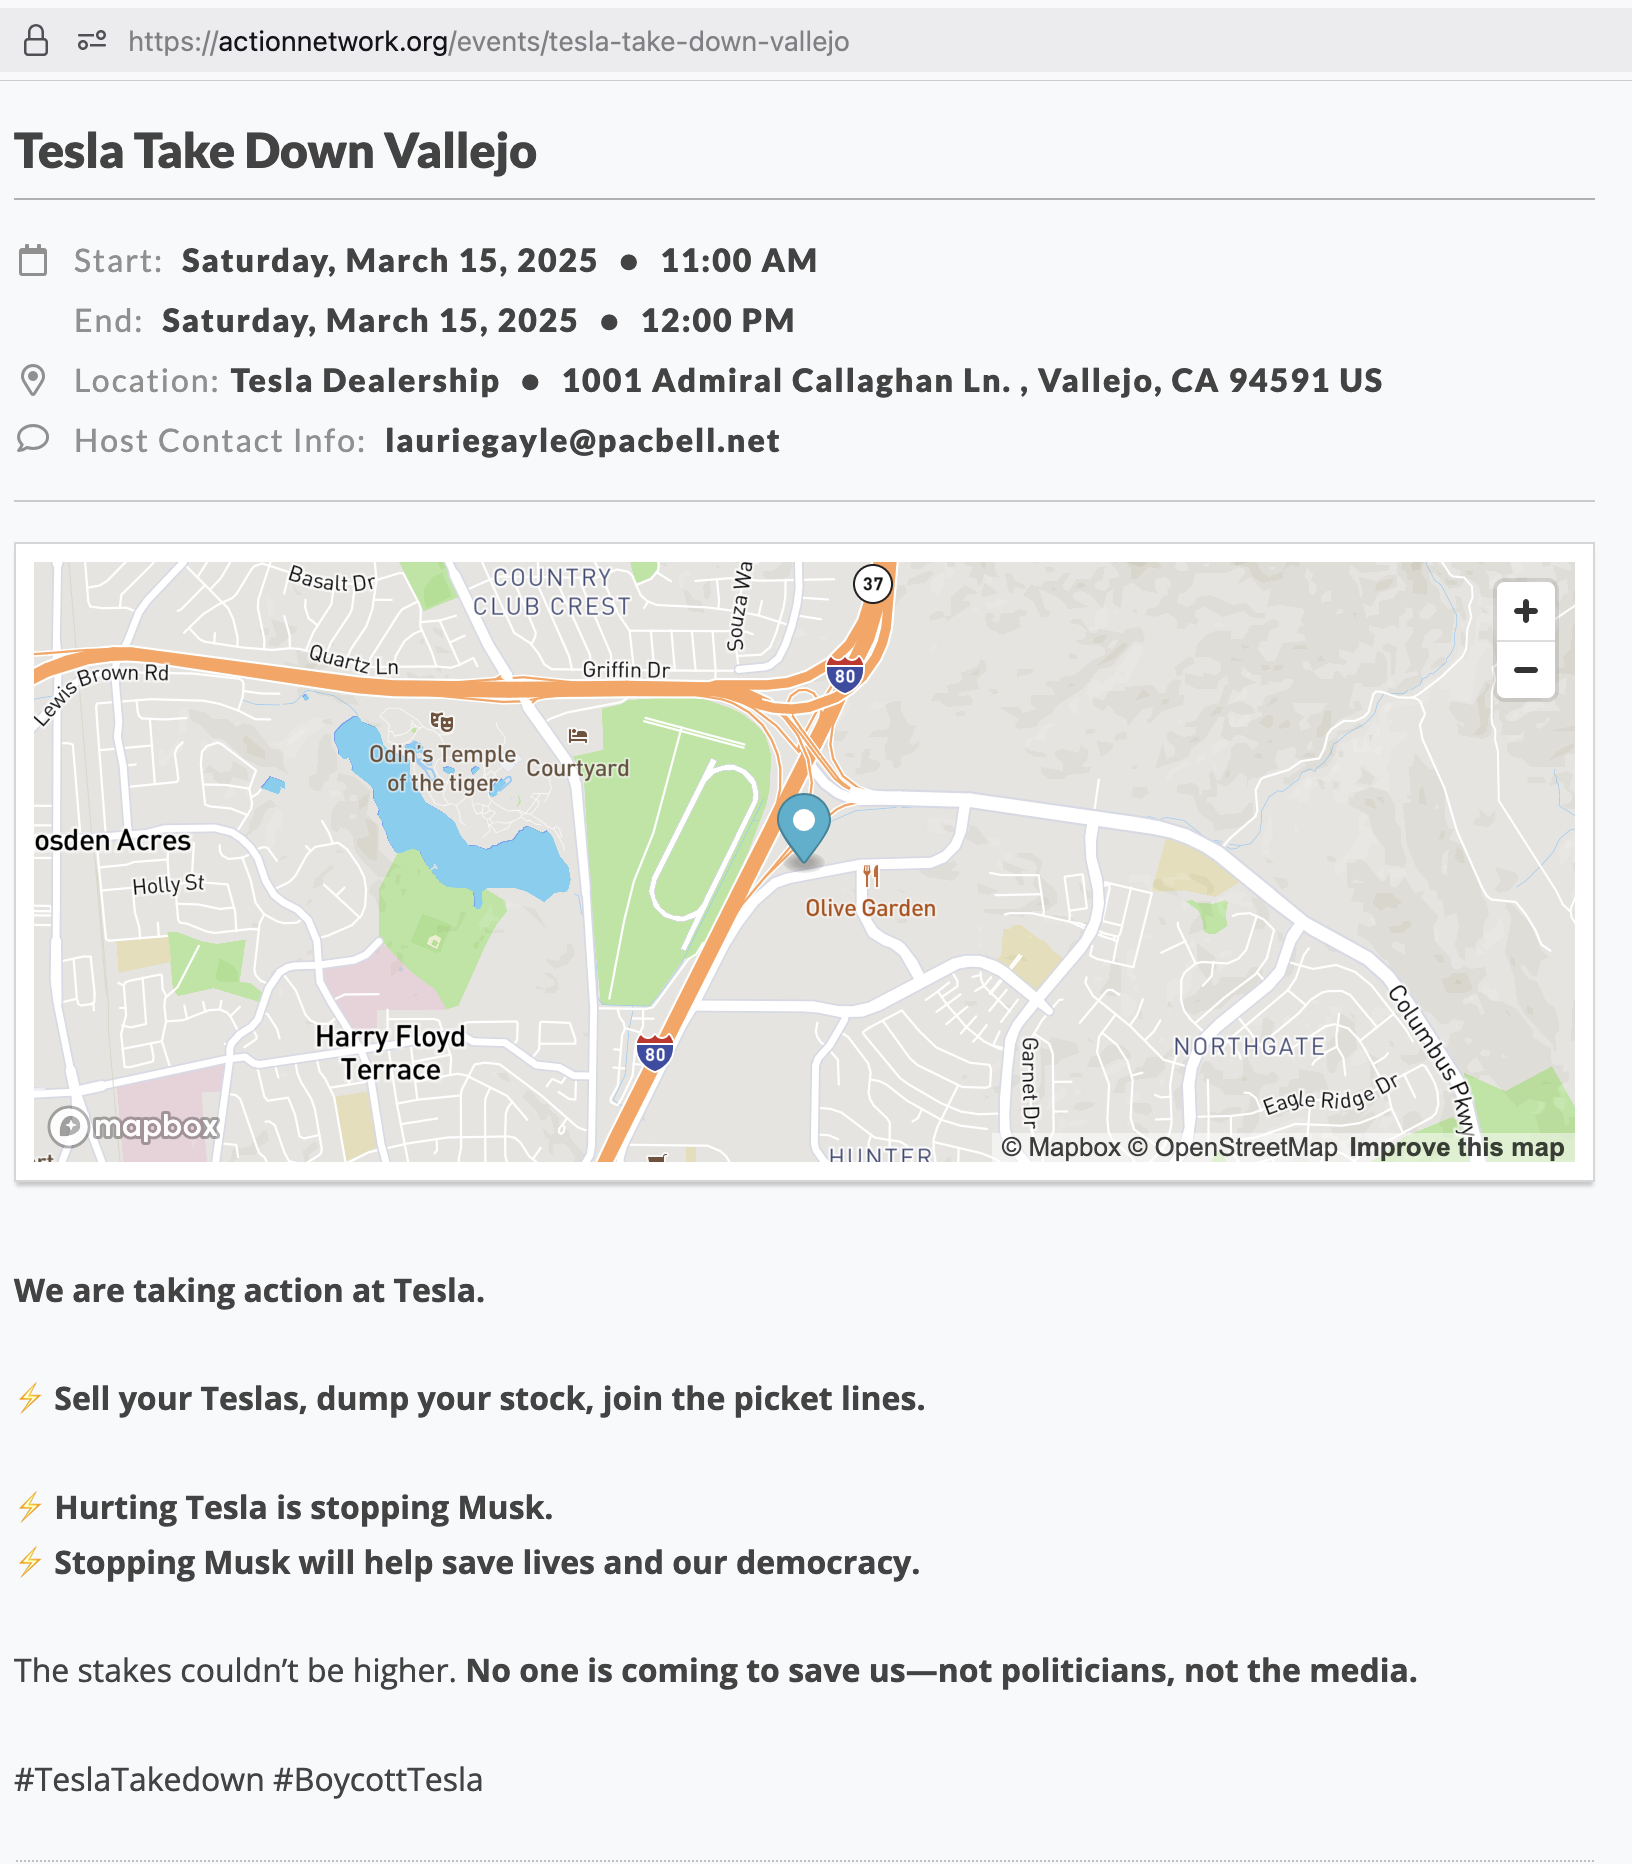 https://actionnetwork.org/events/tesla-take-down-vallejo
Tesla Take Down Vallejo
Start: Saturday, March 15, 2025 • 11:00 AM
End: Saturday, March 15, 2025 • 12:00 PM
Location: Tesla Dealership • 1001 Admiral Callaghan Ln. , Vallejo, CA 94591 US
Host Contact Info: lauriegayle@pacbell.net
Basalt Dr
COUNTRY
CLUB CREST
Souza Wa
37
+
Quartz Ln
Griffin Dr
80
−
Lewis Brown Rd
Odin's Temple
of the tiger
Courtyard
osden Acres
Holly St
Olive Garden
Harry Floyd
Terrace
80
Garnet Dr
NORTHGATE
Columbus Pkwy
Eagle Ridge Dr
mapbox
HUNTER
© Mapbox © OpenStreetMap Improve this map
We are taking action at Tesla.
⚡ Sell your Teslas, dump your stock, join the picket lines.
⚡ Hurting Tesla is stopping Musk.
⚡ Stopping Musk will help save lives and our democracy.
The stakes couldn't be higher. No one is coming to save us—not politicians, not the media.
#TeslaTakedown #BoycottTesla